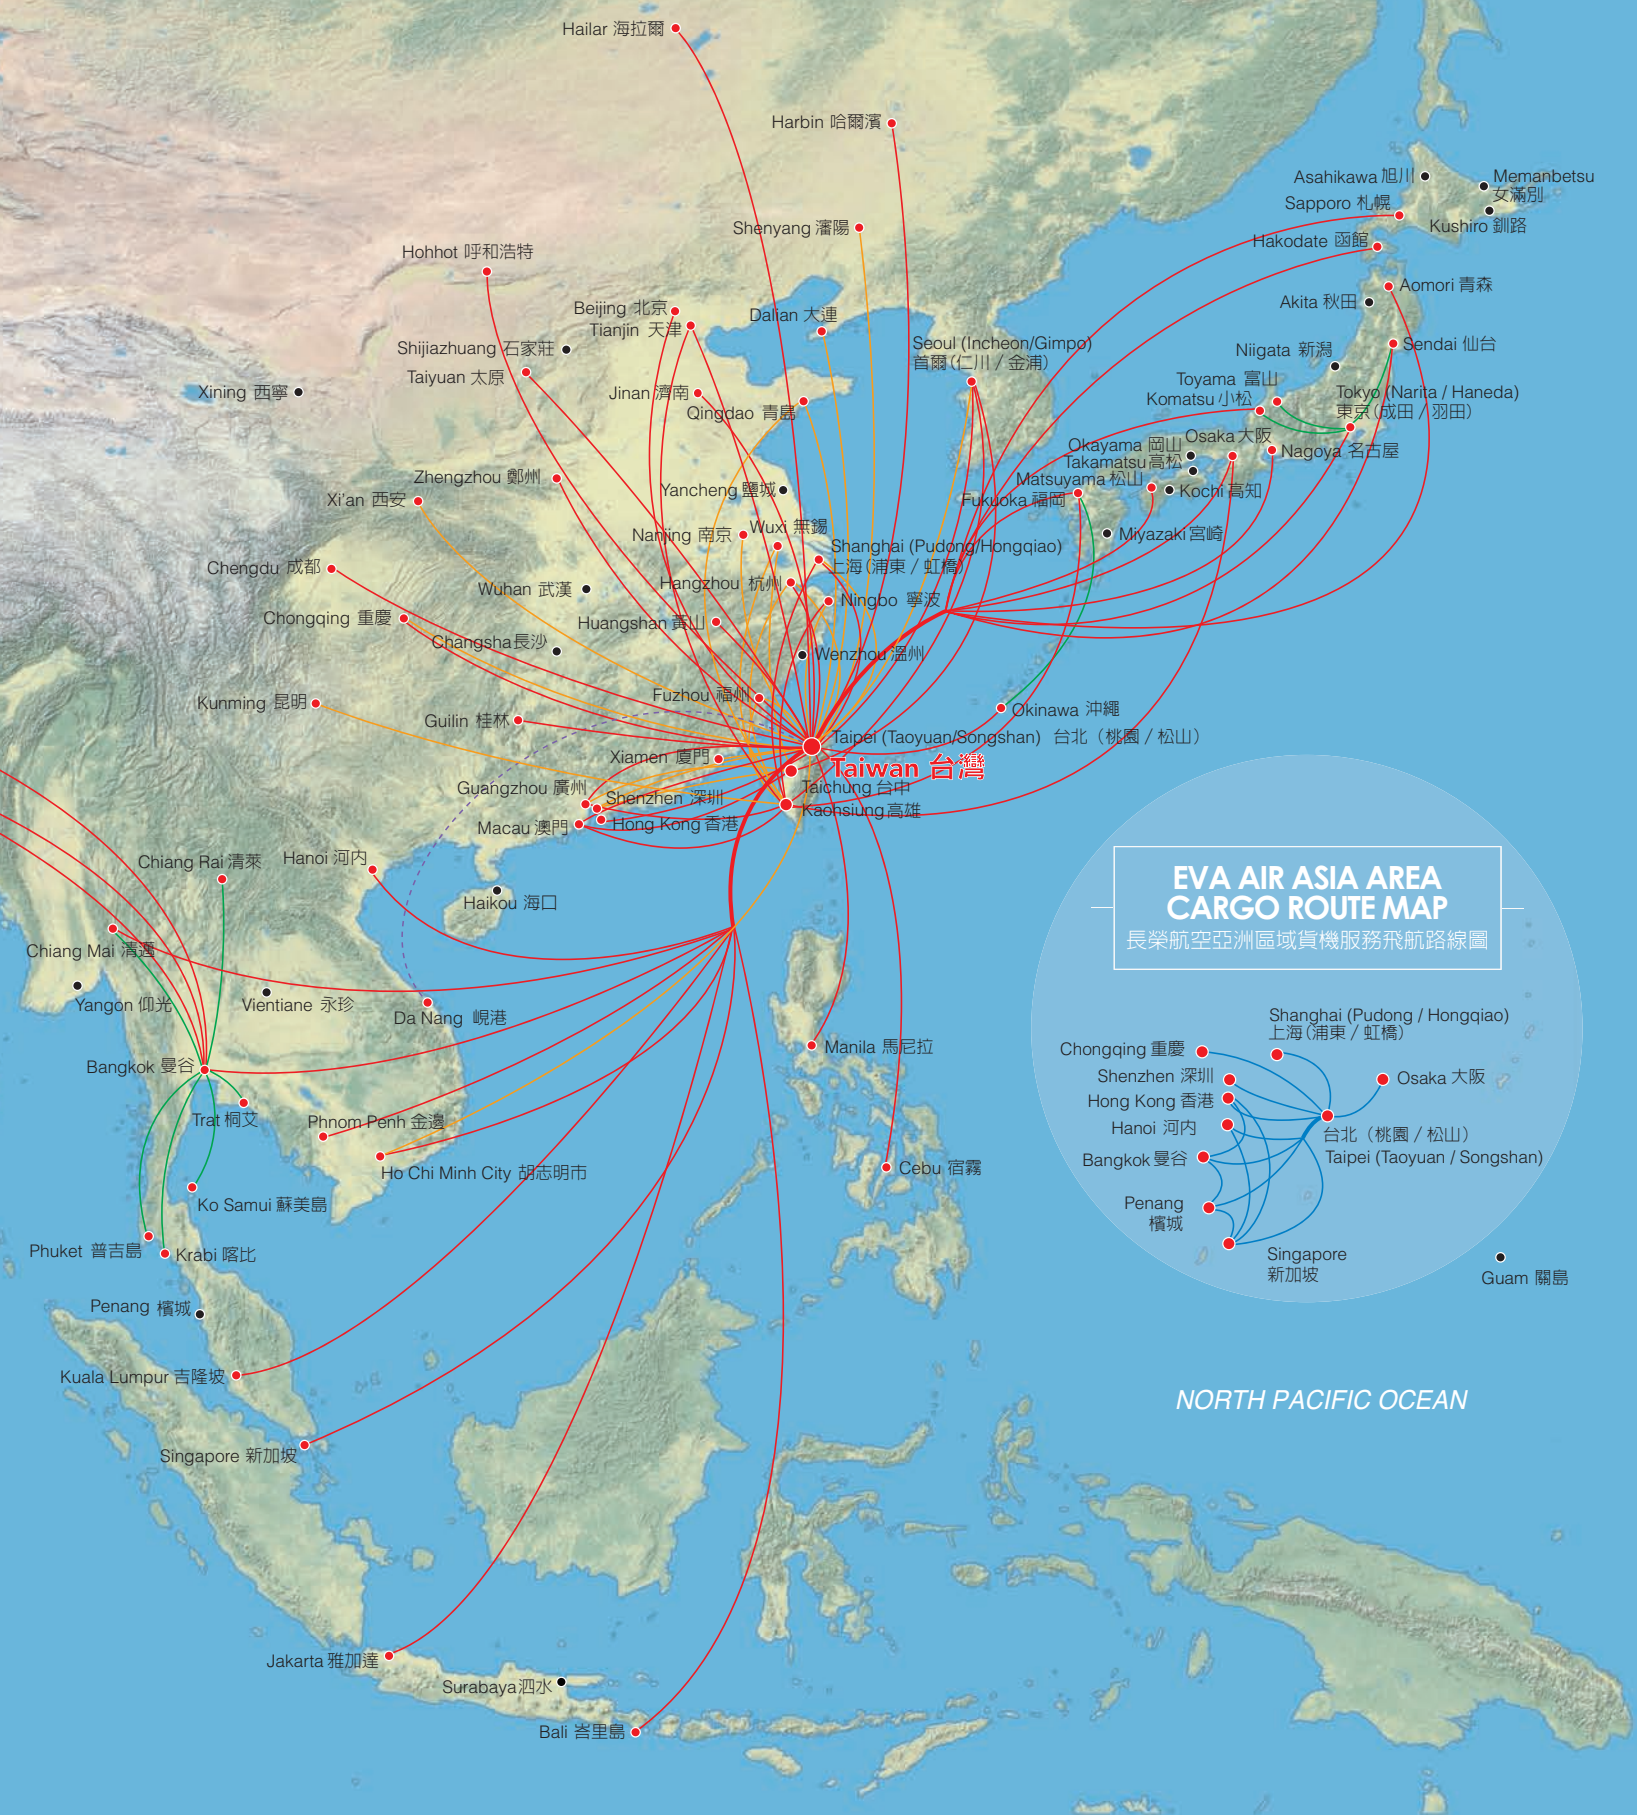 Hailar 海拉爾
Harbin 哈爾濱
Asahikawa 旭川
Memanbetsu
女滿別
Sapporo 札幌
Kushiro 釧路
Shenyang 瀋陽
Hakodate 函館
Hohhot 呼和浩特
Aomori 青森
Akita 秋田
Beijing 北京
Dalian 大連
Tianjin 天津
Seoul (Incheon/Gimpo)
首爾(仁川 / 金浦)
Sendai 仙台
Shijiazhuang 石家莊
Niigata 新潟
Taiyuan 太原
Toyama 富山
Xining 西寧
Jinan 濟南
Komatsu 小松
Tokyo (Narita / Haneda)
東京(成田 / 羽田)
Qingdao 青島
Okayama 岡山
Osaka 大阪
Nagoya 名古屋
Takamatsu 高松
Zhengzhou 鄭州
Matsuyama 松山
Yancheng 鹽城
Kochi 高知
Xi'an 西安
Fukuoka 福岡
Nanjing 南京
Wuxi 無錫
Miyazaki 宮崎
Shanghai (Pudong/Hongqiao)
上海(浦東 / 虹橋)
Chengdu 成都
Hangzhou 杭州
Wuhan 武漢
Ningbo 寧波
Chongqing 重慶
Huangshan 黃山
Changsha 長沙
Wenzhou 溫州
Fuzhou 福州
Kunming 昆明
Okinawa 沖繩
Guilin 桂林
Taipei (Taoyuan/Songshan) 台北（桃園 / 松山）
Xiamen 廈門
Taiwan 台灣
Guangzhou 廣州
Taichung 台中
Shenzhen 深圳
Kaohsiung 高雄
Macau 澳門
Hong Kong 香港
Chiang Rai 清萊
Hanoi 河內
Haikou 海口
Chiang Mai 清邁
Yangon 仰光
Vientiane 永珍
Da Nang 峴港
Manila 馬尼拉
Bangkok 曼谷
Trat 桐艾
Phnom Penh 金邊
Ho Chi Minh City 胡志明市
Cebu 宿霧
Ko Samui 蘇美島
Phuket 普吉島
Krabi 喀比
Penang 檳城
Kuala Lumpur 吉隆坡
Singapore 新加坡
Jakarta 雅加達
Surabaya 泗水
Bali 峇里島
EVA AIR ASIA AREA
CARGO ROUTE MAP
長榮航空亞洲區域貨機服務飛航路線圖
Shanghai (Pudong / Hongqiao)
上海(浦東 / 虹橋)
Chongqing 重慶
Shenzhen 深圳
Osaka 大阪
Hong Kong 香港
Hanoi 河內
台北（桃園 / 松山）
Taipei (Taoyuan / Songshan)
Bangkok 曼谷
Penang
檳城
Singapore
新加坡
Guam 關島
NORTH PACIFIC OCEAN